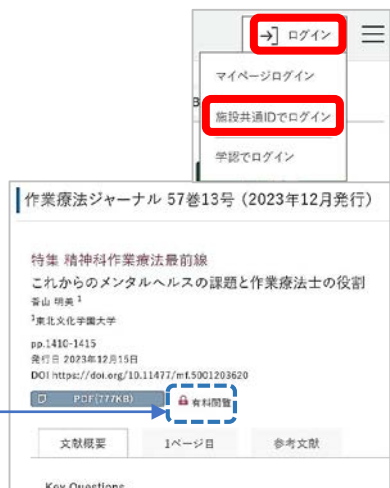 ログイン
マイページログイン
B
施設共通IDでログイン
学認でログイン
作業療法ジャーナル 57巻13号 (2023年12月発行)
特集 精神科作業療法最前線
これからのメンタルヘルスの課題と作業療法士の役割
香山 明美 1
1東北文化学園大学
pp.1410-1415
発行日 2023年12月15日
DOI https://doi.org/10.11477/mf.5001203620
PDF(777KB) 有料閲覧
文献概要 1ページ目 参考文献
Key Questions